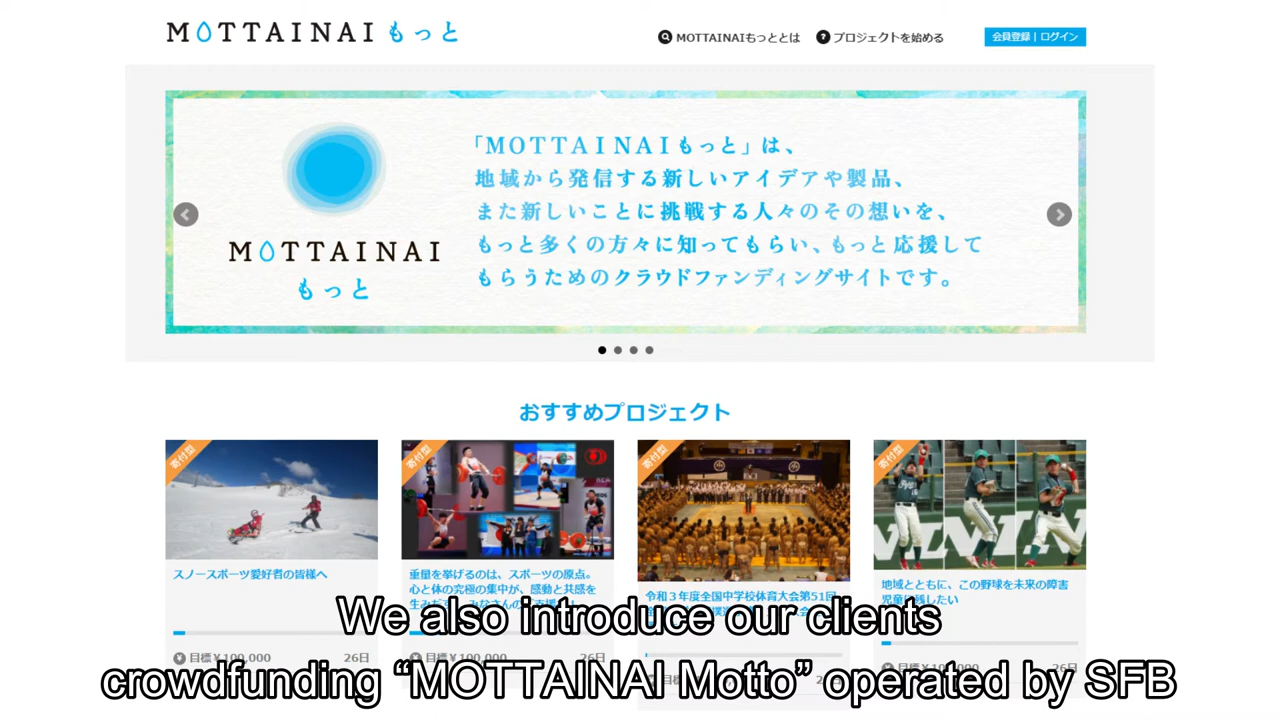 MOTTAINAI もっと
MOTTAINAIもっととは
プロジェクトを始める
会員登録 | ログイン
「MOTTAINAIもっと」は、
地域から発信する新しいアイデアや製品、
また新しいことに挑戦する人々のその想いを、
もっと多くの方々に知ってもらい、もっと応援して
もらうためのクラウドファンディングサイトです。
MOTTAINAI
もっと
おすすめプロジェクト
寄付型
寄付型
寄付型
寄付型
スノースポーツ愛好者の皆様へ
重量を挙げるのは、スポーツの原点。
心と体の究極の集中が、感動と共感を
令和３年度全国中学校体育大会第51回
地域とともに、この野球を未来の障害
児童に残したい
目標￥100,000 26日
目標￥100,000 26日
We also introduce our clients
crowdfunding “MOTTAINAI Motto” operated by SFB